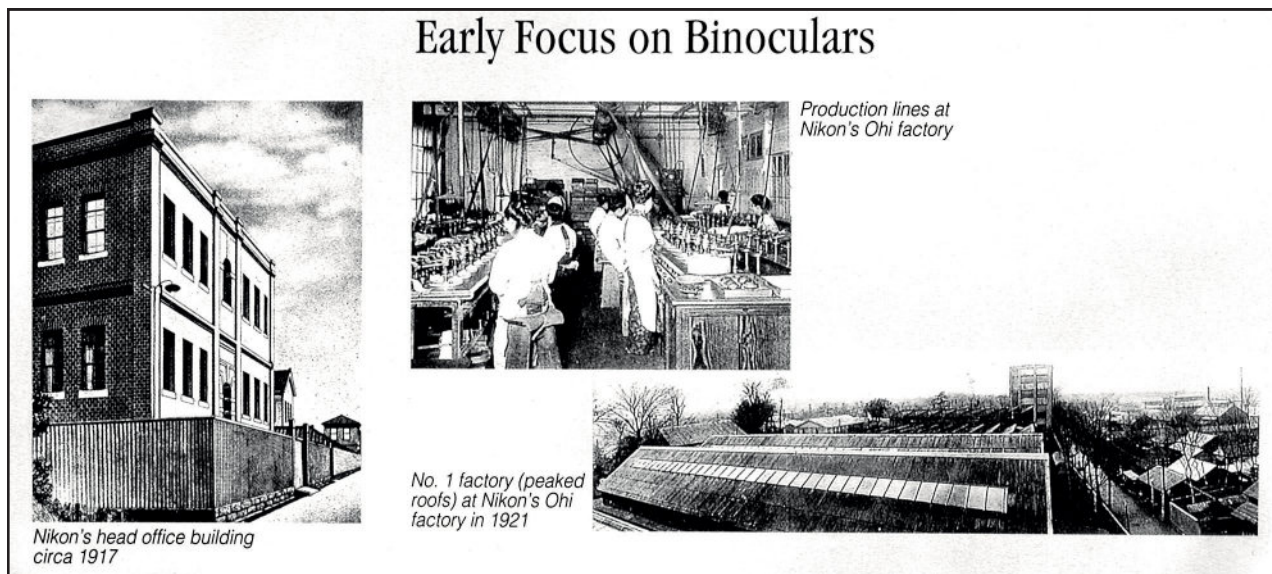 Early Focus on Binoculars
Production lines at
Nikon's Ohi factory
No. 1 factory (peaked
roofs) at Nikon's Ohi
factory in 1921
Nikon's head office building
circa 1917